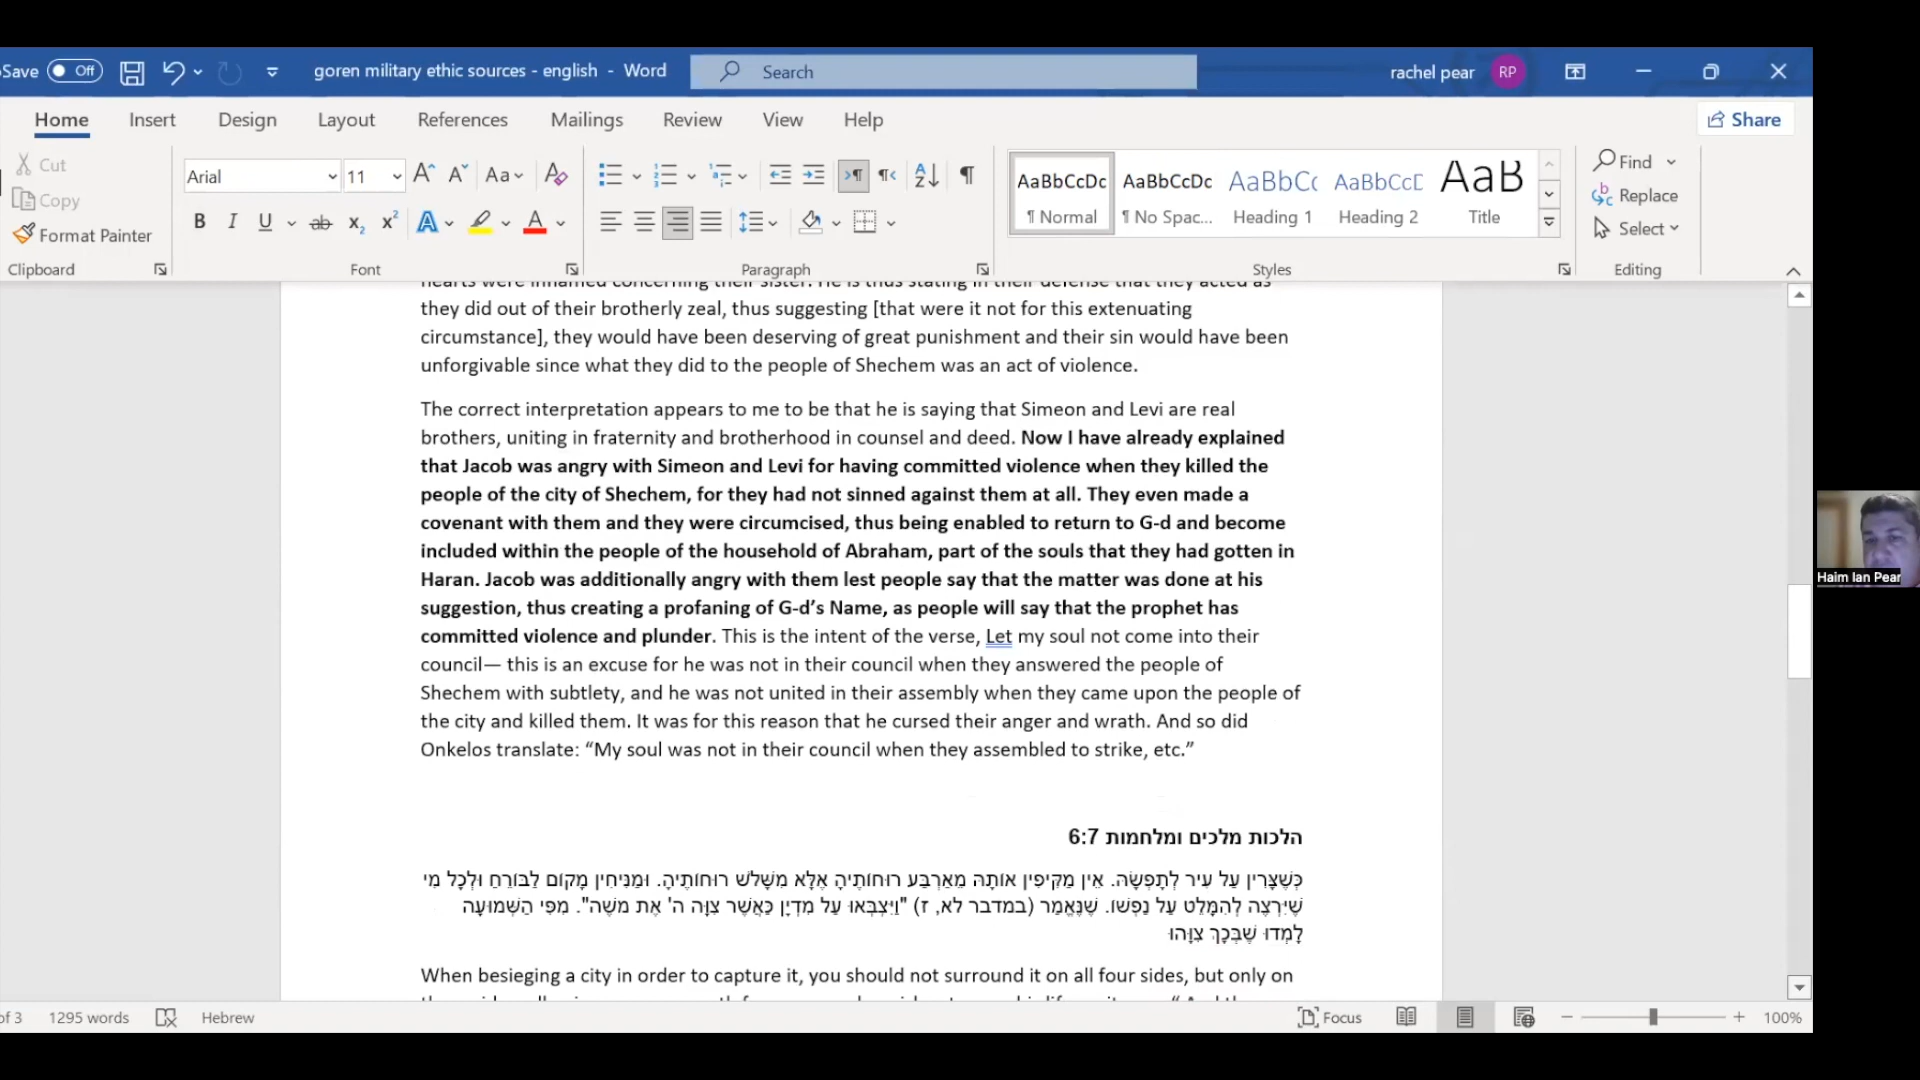 Save Off goren military ethic sources - english - Word Search rachel pear RP
Home Insert Design Layout References Mailings Review View Help Share
Cut
Copy
Format Painter
Arial 11
AaBbCcDc AaBbCcDc AaBbCc AaBbCcD AaB
¶ Normal ¶ No Spac... Heading 1 Heading 2 Title
Find
Replace
Select
Clipboard Font Paragraph Styles Editing
hearts were inflamed concerning their sister. He is thus stating in their defense that they acted as
they did out of their brotherly zeal, thus suggesting [that were it not for this extenuating
circumstance], they would have been deserving of great punishment and their sin would have been
unforgivable since what they did to the people of Shechem was an act of violence.
The correct interpretation appears to me to be that he is saying that Simeon and Levi are real
brothers, uniting in fraternity and brotherhood in counsel and deed. Now I have already explained
that Jacob was angry with Simeon and Levi for having committed violence when they killed the
people of the city of Shechem, for they had not sinned against them at all. They even made a
covenant with them and they were circumcised, thus being enabled to return to G-d and become
included within the people of the household of Abraham, part of the souls that they had gotten in
Haran. Jacob was additionally angry with them lest people say that the matter was done at his
suggestion, thus creating a profaning of G-d’s Name, as people will say that the prophet has
committed violence and plunder. This is the intent of the verse, Let my soul not come into their
council— this is an excuse for he was not in their council when they answered the people of
Shechem with subtlety, and he was not united in their assembly when they came upon the people of
the city and killed them. It was for this reason that he cursed their anger and wrath. And so did
Onkelos translate: “My soul was not in their council when they assembled to strike, etc.”
הלכות מלכים ומלחמות 6:7
כְּשֶׁצָּרִין עַל עִיר לְתָפְשָׂהּ. אֵין מַקִּיפִין אוֹתָהּ מֵאַרְבַּע רוּחוֹתֶיהָ אֶלָּא מִשָּׁלֹשׁ רוּחוֹתֶיהָ. וּמַנִּיחִין מָקוֹם לַבּוֹרֵחַ וּלְכָל מִי
שֶׁיִּרְצֶה לְהִמָּלֵט עַל נַפְשׁוֹ. שֶׁנֶּאֱמַר (במדבר לא, ז) "וַיִּצְבְּאוּ עַל מִדְיָן כַּאֲשֶׁר צִוָּה ה' אֶת משֶׁה". מִפִּי הַשְּׁמוּעָה
לָמְדוּ שֶׁבְּכָךְ צִוָּהוּ
When besieging a city in order to capture it, you should not surround it on all four sides, but only on
of 3 1295 words Hebrew Focus 100%
Haim Ian Pear